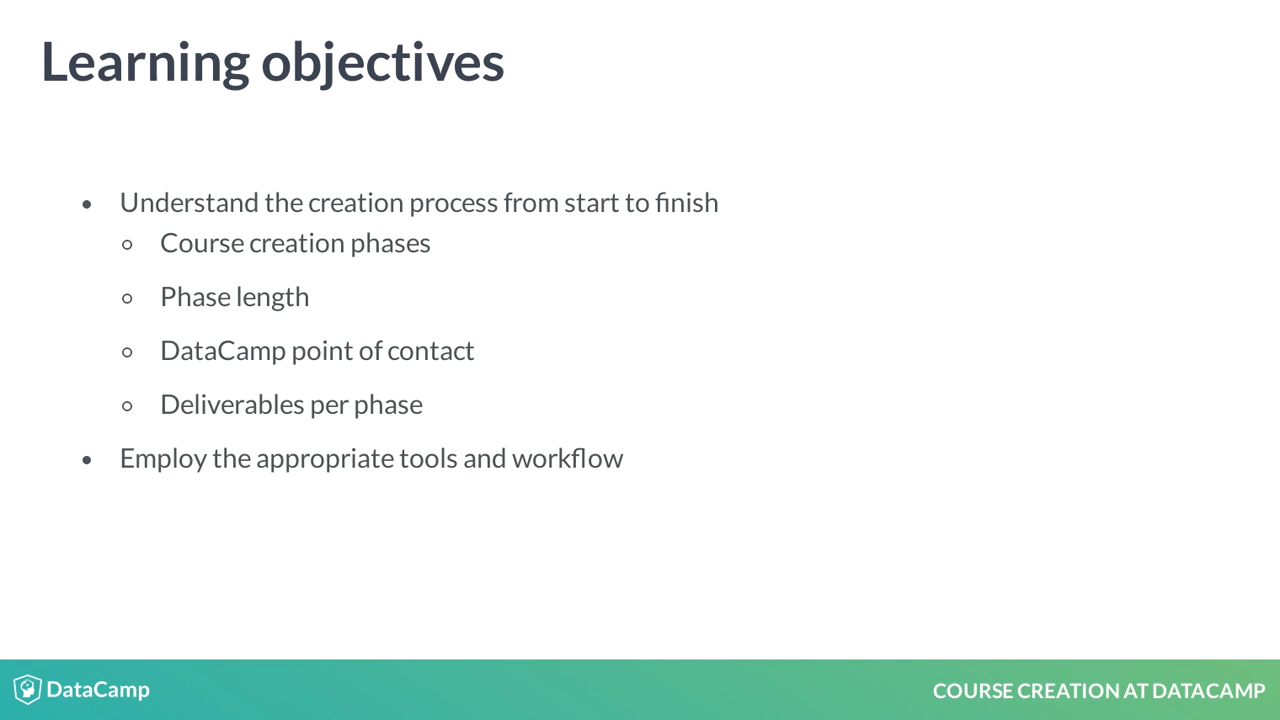 Learning objectives
• Understand the creation process from start to finish
○ Course creation phases
○ Phase length
○ DataCamp point of contact
○ Deliverables per phase
• Employ the appropriate tools and workflow
DataCamp
COURSE CREATION AT DATACAMP